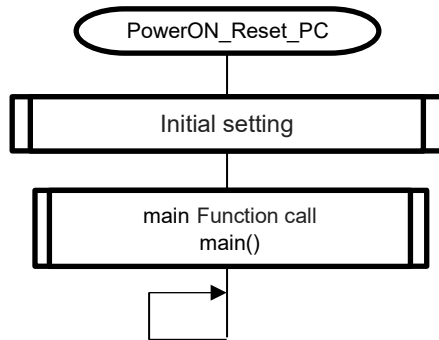 PowerON_Reset_PC
Initial setting
main Function call
main()